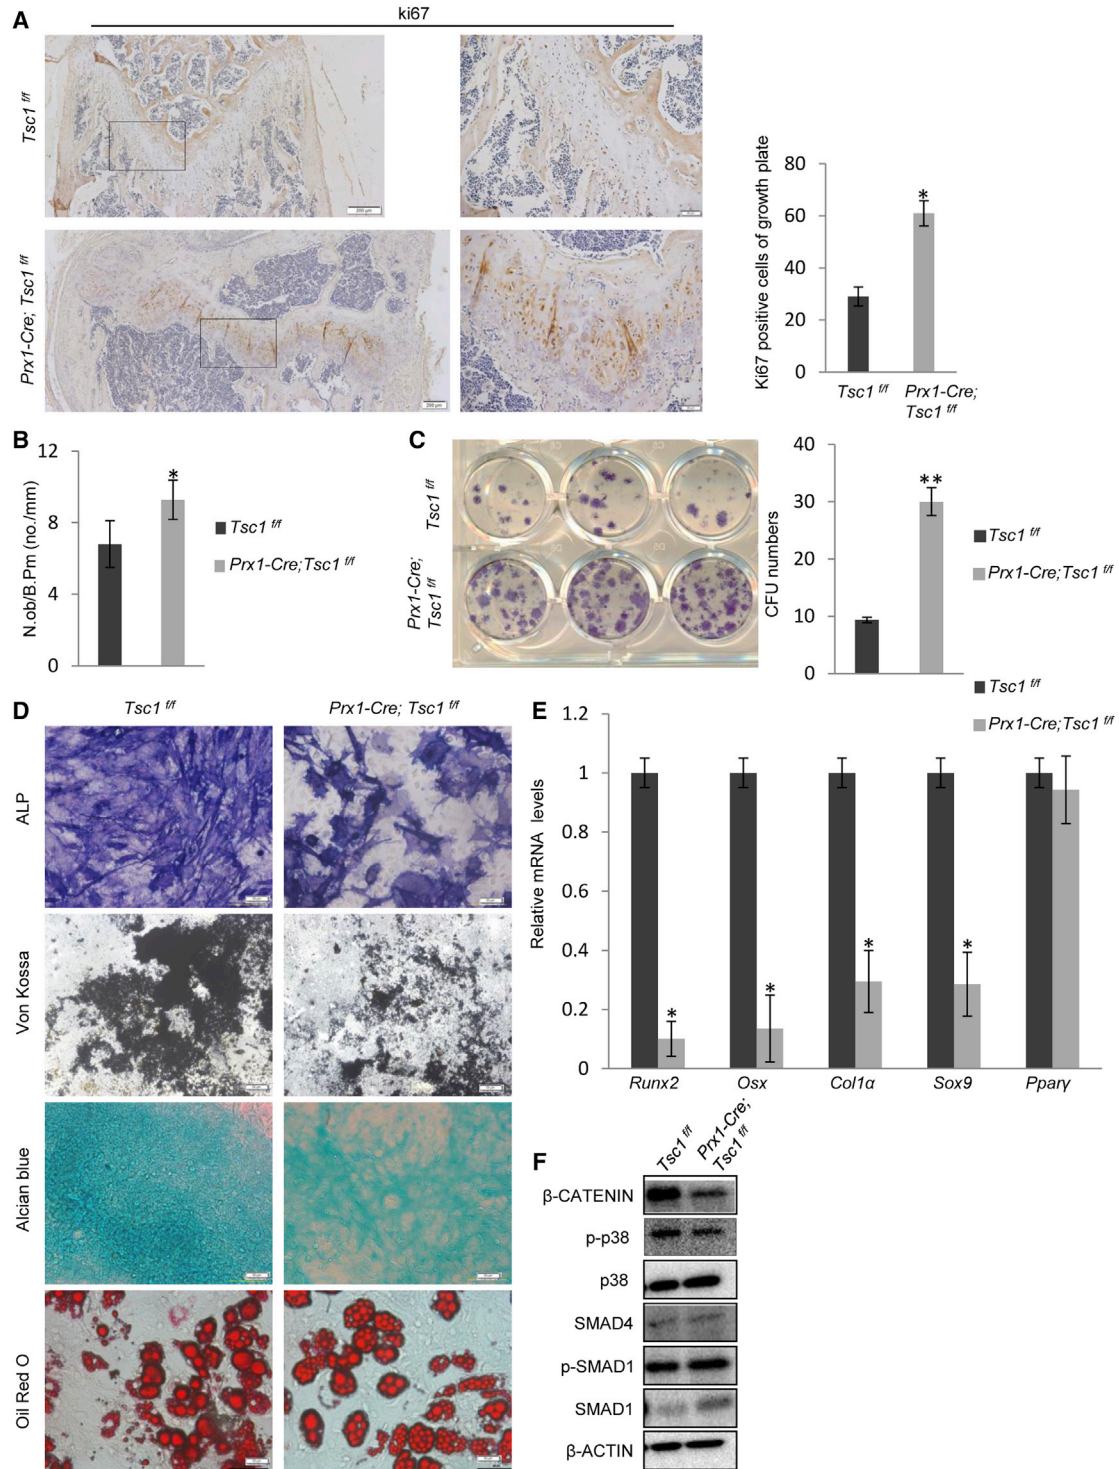 A
ki67
Tsc1 f/f
200 μm
Prx1-Cre; Tsc1 f/f
200 μm
Ki67 positive cells of growth plate
80
60
40
20
0
*
Tsc1 f/f
Prx1-Cre;
Tsc1 f/f
B
N.ob/B.Pm (no./mm)
12
8
4
0
*
Tsc1 f/f
Prx1-Cre;Tsc1 f/f
C
Tsc1 f/f
Prx1-Cre;
Tsc1 f/f
CFU numbers
40
30
20
10
0
**
Tsc1 f/f
Prx1-Cre;Tsc1 f/f
D
Tsc1 f/f
Prx1-Cre; Tsc1 f/f
ALP
Von Kossa
Alcian blue
Oil Red O
E
Tsc1 f/f
Prx1-Cre;Tsc1 f/f
Relative mRNA levels
1.2
1
0.8
0.6
0.4
0.2
0
*
*
*
*
Runx2
Osx
Col1α
Sox9
Pparγ
F
Tsc1 f/f
Prx1-Cre;
Tsc1 f/f
β-CATENIN
p-p38
p38
SMAD4
p-SMAD1
SMAD1
β-ACTIN